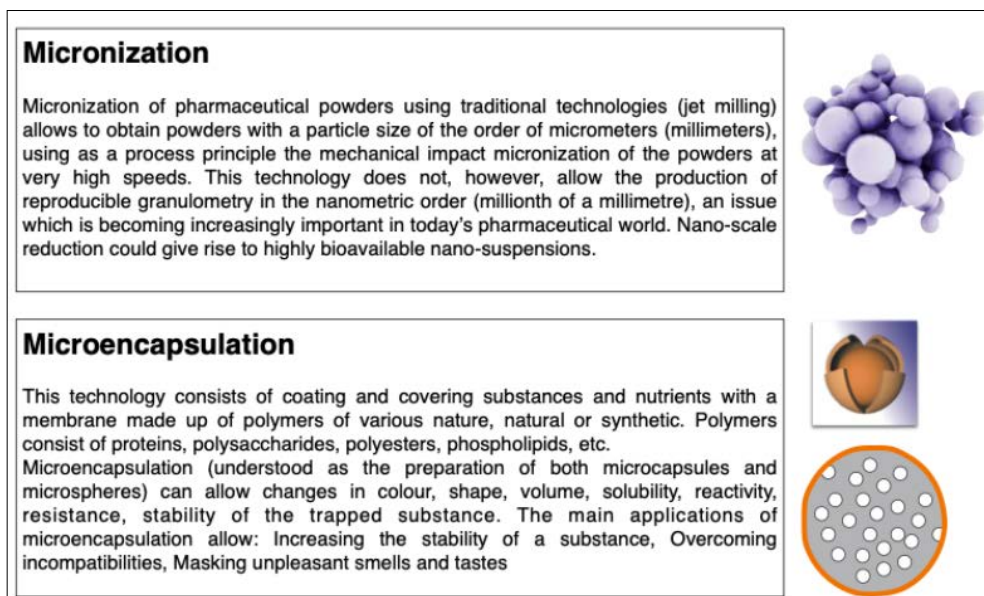 Micronization
Micronization of pharmaceutical powders using traditional technologies (jet milling)
allows to obtain powders with a particle size of the order of micrometers (millimeters),
using as a process principle the mechanical impact micronization of the powders at
very high speeds. This technology does not, however, allow the production of
reproducible granulometry in the nanometric order (millionth of a millimetre), an issue
which is becoming increasingly important in today's pharmaceutical world. Nano-scale
reduction could give rise to highly bioavailable nano-suspensions.
Microencapsulation
This technology consists of coating and covering substances and nutrients with a
membrane made up of polymers of various nature, natural or synthetic. Polymers
consist of proteins, polysaccharides, polyesters, phospholipids, etc.
Microencapsulation (understood as the preparation of both microcapsules and
microspheres) can allow changes in colour, shape, volume, solubility, reactivity,
resistance, stability of the trapped substance. The main applications of
microencapsulation allow: Increasing the stability of a substance, Overcoming
incompatibilities, Masking unpleasant smells and tastes